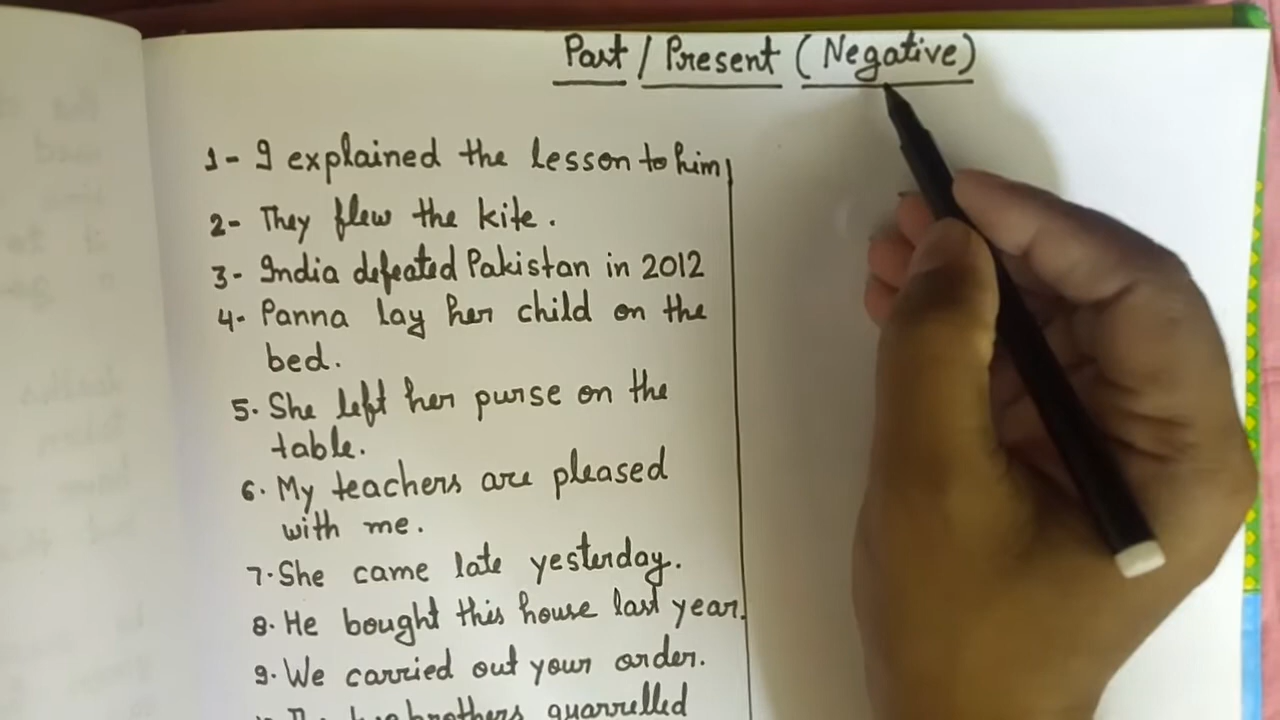 Past / Present (Negative)
1- I explained the lesson to him
2- They flew the kite.
3- India defeated Pakistan in 2012
4- Panna lay her child on the
bed.
5. She left her purse on the
table.
6. My teachers are pleased
with me.
7. She came late yesterday.
8. He bought this house last year.
9. We carried out your order.
brothers quarrelled